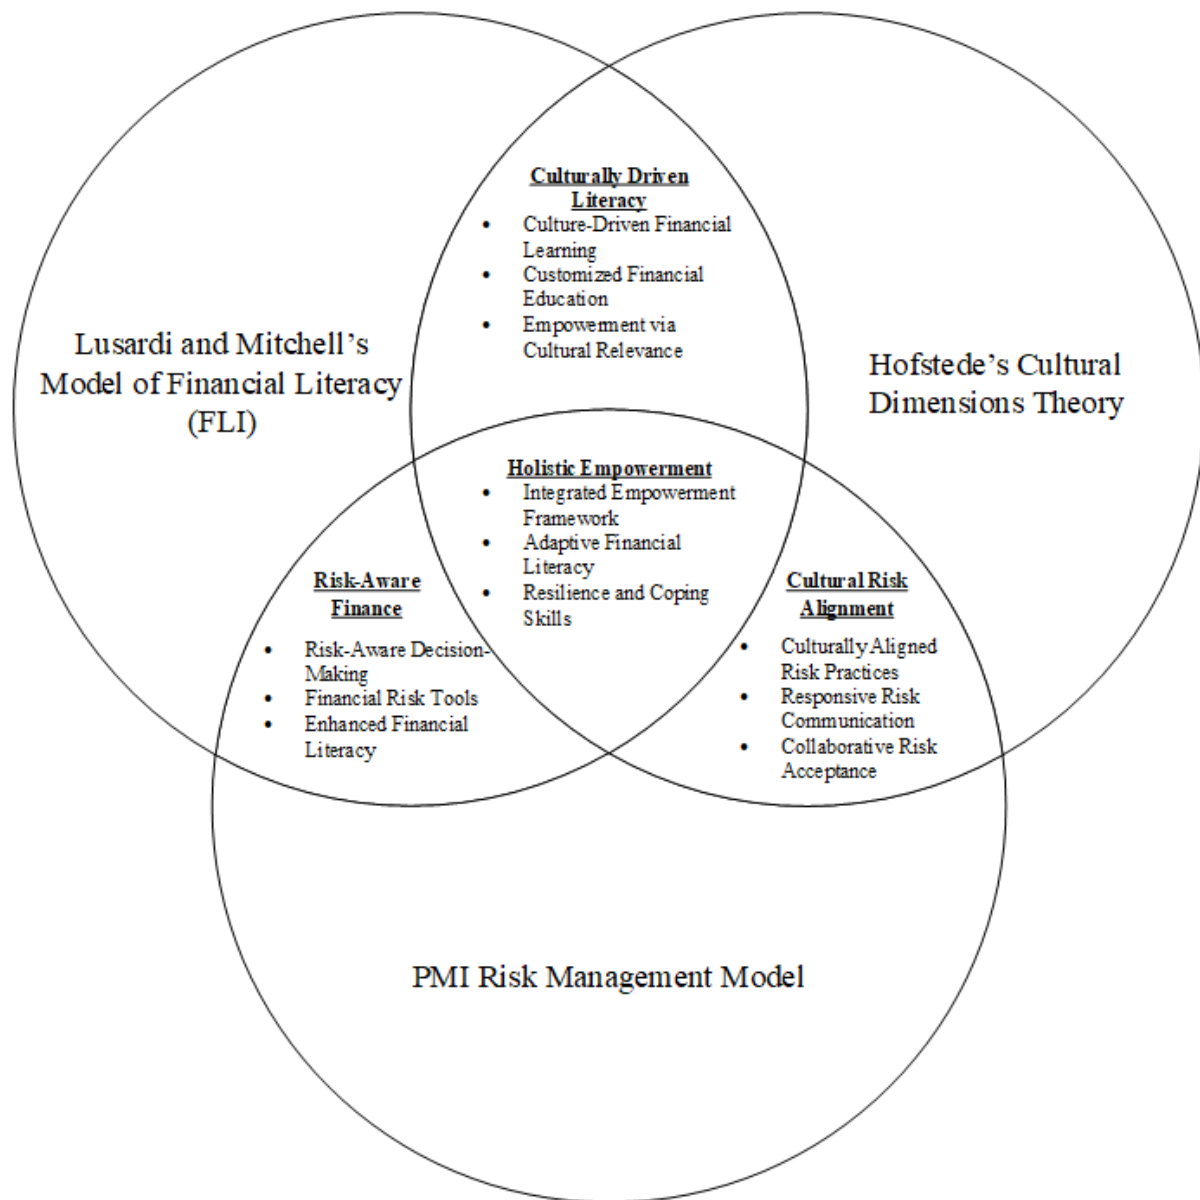 Culturally Driven
Literacy
• Culture-Driven Financial
Learning
• Customized Financial
Education
• Empowerment via
Cultural Relevance
Lusardi and Mitchell’s
Model of Financial Literacy
(FLI)
Hofstede’s Cultural
Dimensions Theory
Holistic Empowerment
• Integrated Empowerment
Framework
• Adaptive Financial
Literacy
• Resilience and Coping
Skills
Risk-Aware
Finance
• Risk-Aware Decision-
Making
• Financial Risk Tools
• Enhanced Financial
Literacy
Cultural Risk
Alignment
• Culturally Aligned
Risk Practices
• Responsive Risk
Communication
• Collaborative Risk
Acceptance
PMI Risk Management Model